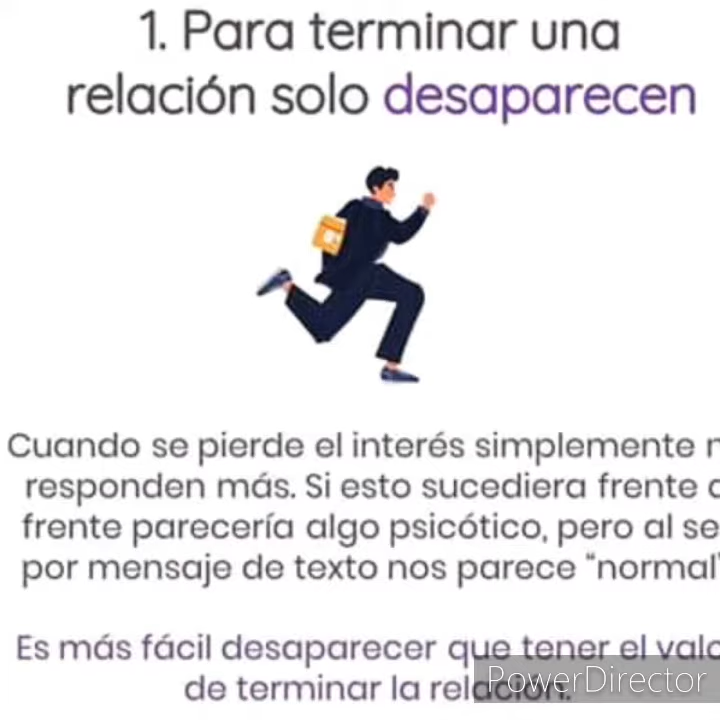 1. Para terminar una
relación solo desaparecen
Cuando se pierde el interés simplemente
responden más. Si esto sucediera frente
frente parecería algo psicótico, pero al
por mensaje de texto nos parece “normal”
Es más fácil desaparecer que tener el
de terminar la relación.
PowerDirector